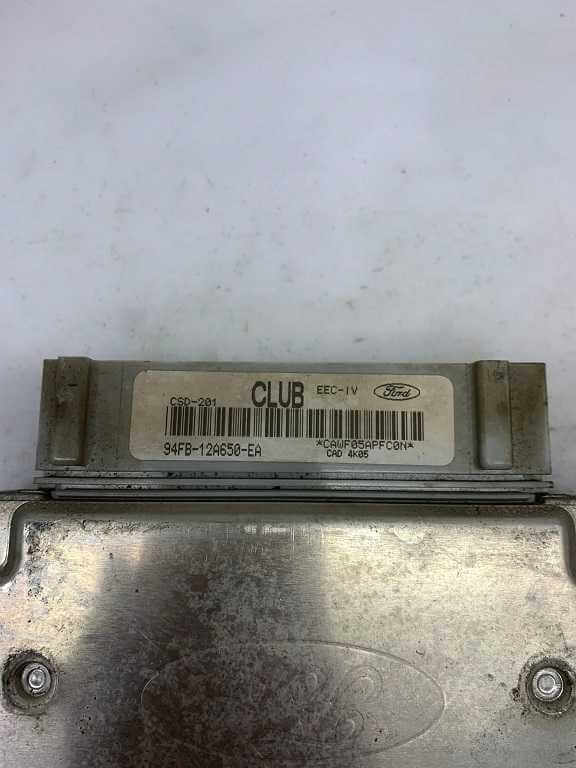 CSD-201 CLUB EEC-IV Ford
94FB-12A650-EA *CAWF05APFC0N*
CAD 4K05